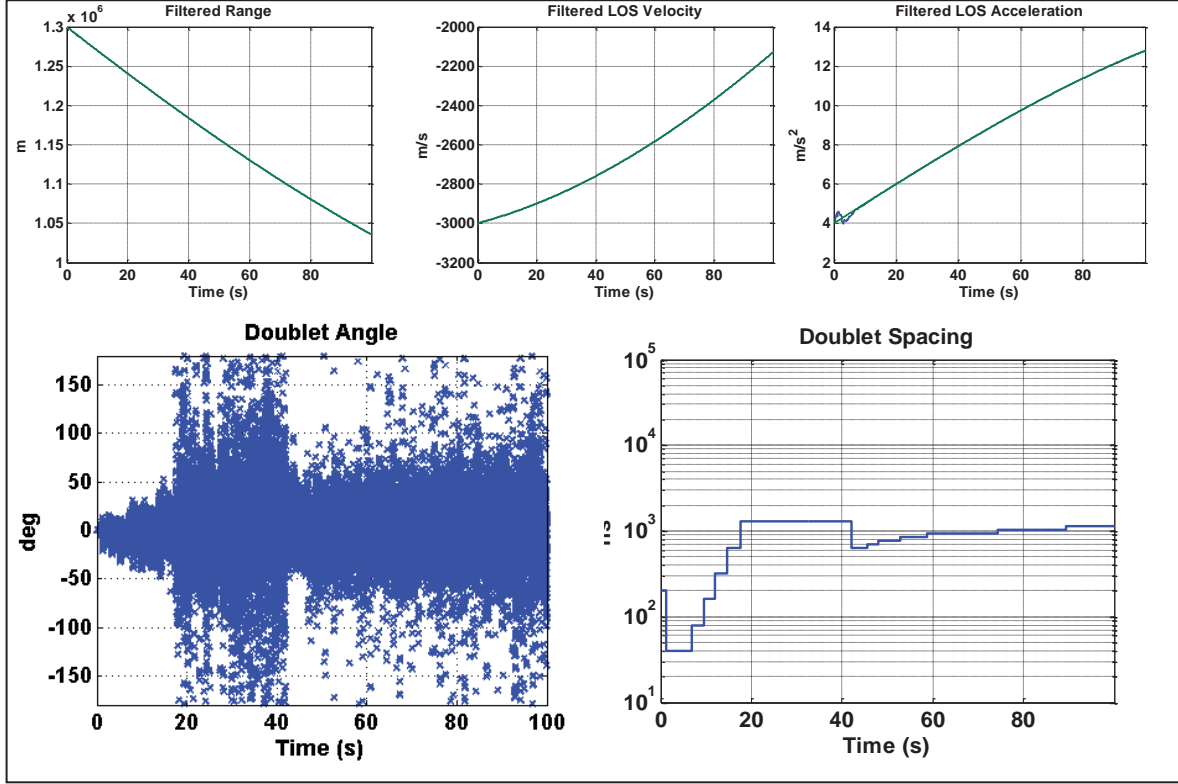 Filtered Range
1.3 x 10^6
1.25
1.2
1.15
1.1
1.05
1
m
0 20 40 60 80
Time (s)
Filtered LOS Velocity
-2000
-2200
-2400
-2600
-2800
-3000
-3200
m/s
0 20 40 60 80
Time (s)
Filtered LOS Acceleration
14
12
10
8
6
4
2
m/s^2
0 20 40 60 80
Time (s)
Doublet Angle
150
100
50
0
-50
-100
-150
deg
0 20 40 60 80 100
Time (s)
Doublet Spacing
10^5
10^4
10^3
10^2
10^1
0 20 40 60 80
Time (s)